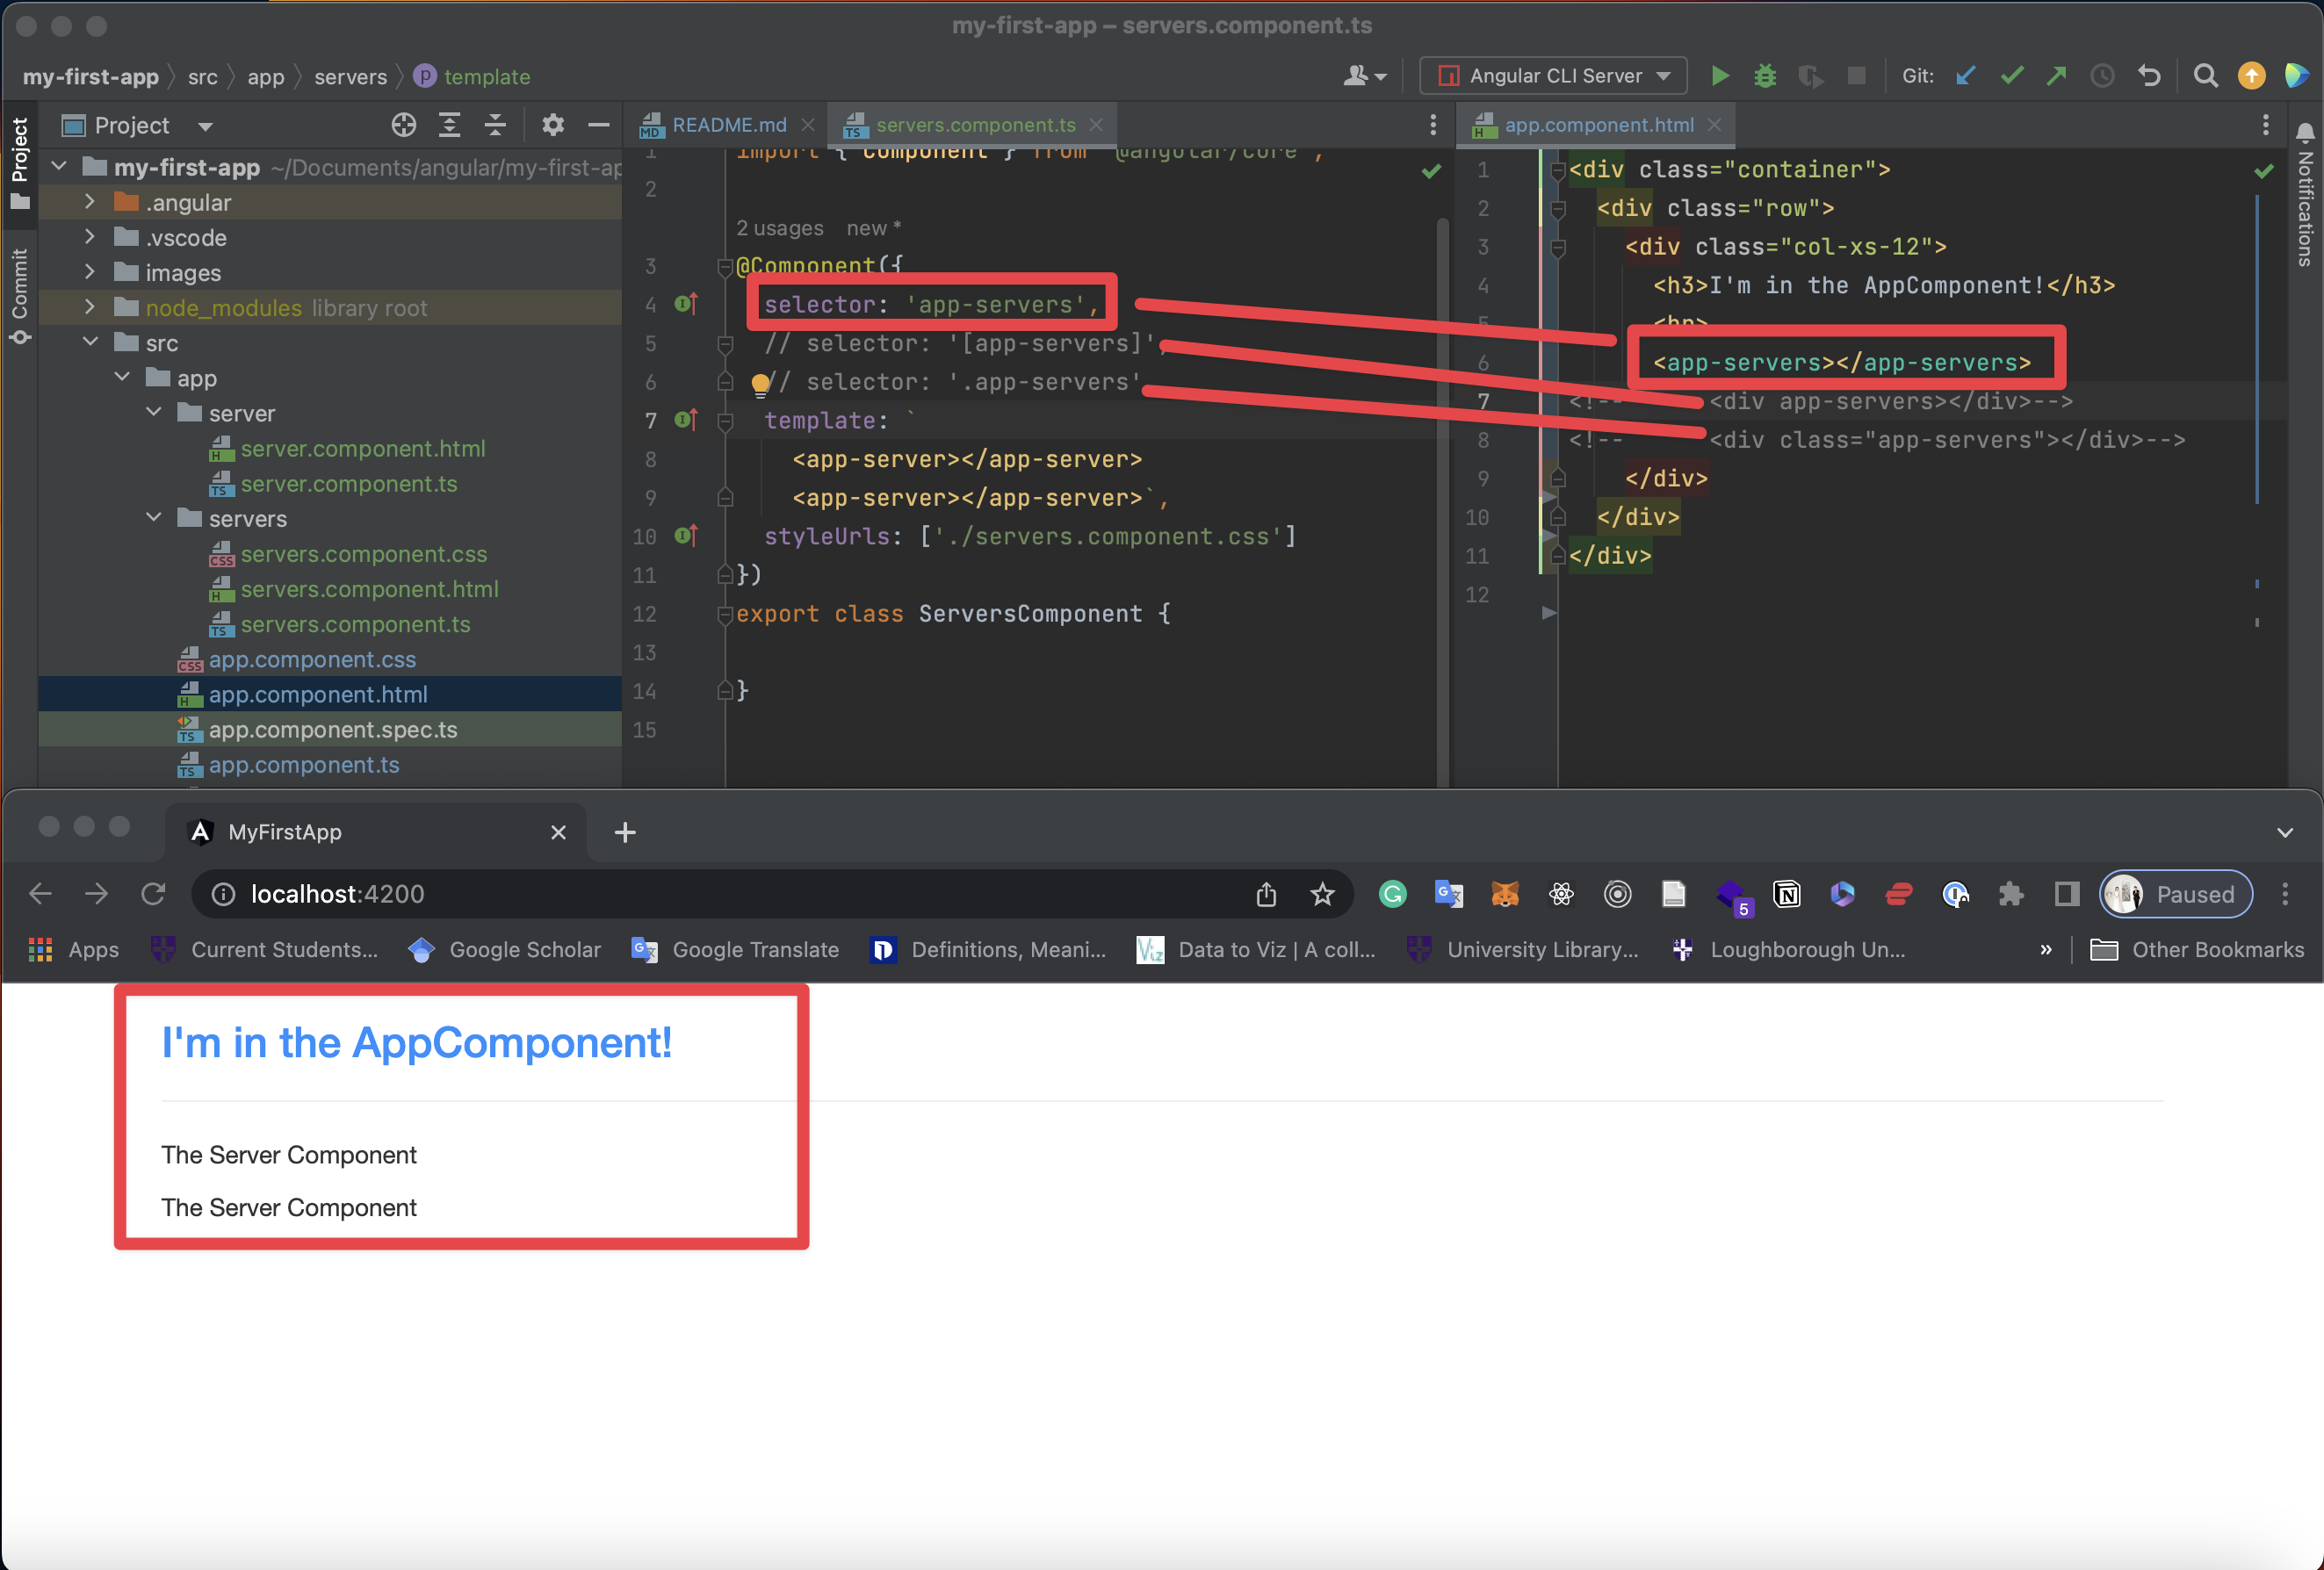 my-first-app – servers.component.ts
my-first-app
src
app
servers
p
template
Angular CLI Server
Git:
Project
Commit
Notifications
Project
my-first-app ~/Documents/angular/my-first-ap
.angular
.vscode
images
node_modules library root
src
app
server
server.component.html
server.component.ts
servers
servers.component.css
servers.component.html
servers.component.ts
app.component.css
app.component.html
app.component.spec.ts
app.component.ts
README.md
servers.component.ts
1 import { Component } from '@angular/core';
2
2 usages new *
3 @Component({
4 selector: 'app-servers',
5 // selector: '[app-servers]',
6 // selector: '.app-servers'
7 template: `
8 <app-server></app-server>
9 <app-server></app-server>`,
10 styleUrls: ['./servers.component.css']
11 })
12 export class ServersComponent {
13
14 }
15
app.component.html
1 <div class="container">
2 <div class="row">
3 <div class="col-xs-12">
4 <h3>I'm in the AppComponent!</h3>
5 <hr>
6 <app-servers></app-servers>
7 <!-- <div app-servers></div>-->
8 <!-- <div class="app-servers"></div>-->
9 </div>
10 </div>
11 </div>
12
MyFirstApp
localhost:4200
5
Paused
Apps
Current Students...
Google Scholar
Google Translate
Definitions, Meani...
Data to Viz | A coll...
University Library...
Loughborough Un...
»
Other Bookmarks
I'm in the AppComponent!
The Server Component
The Server Component